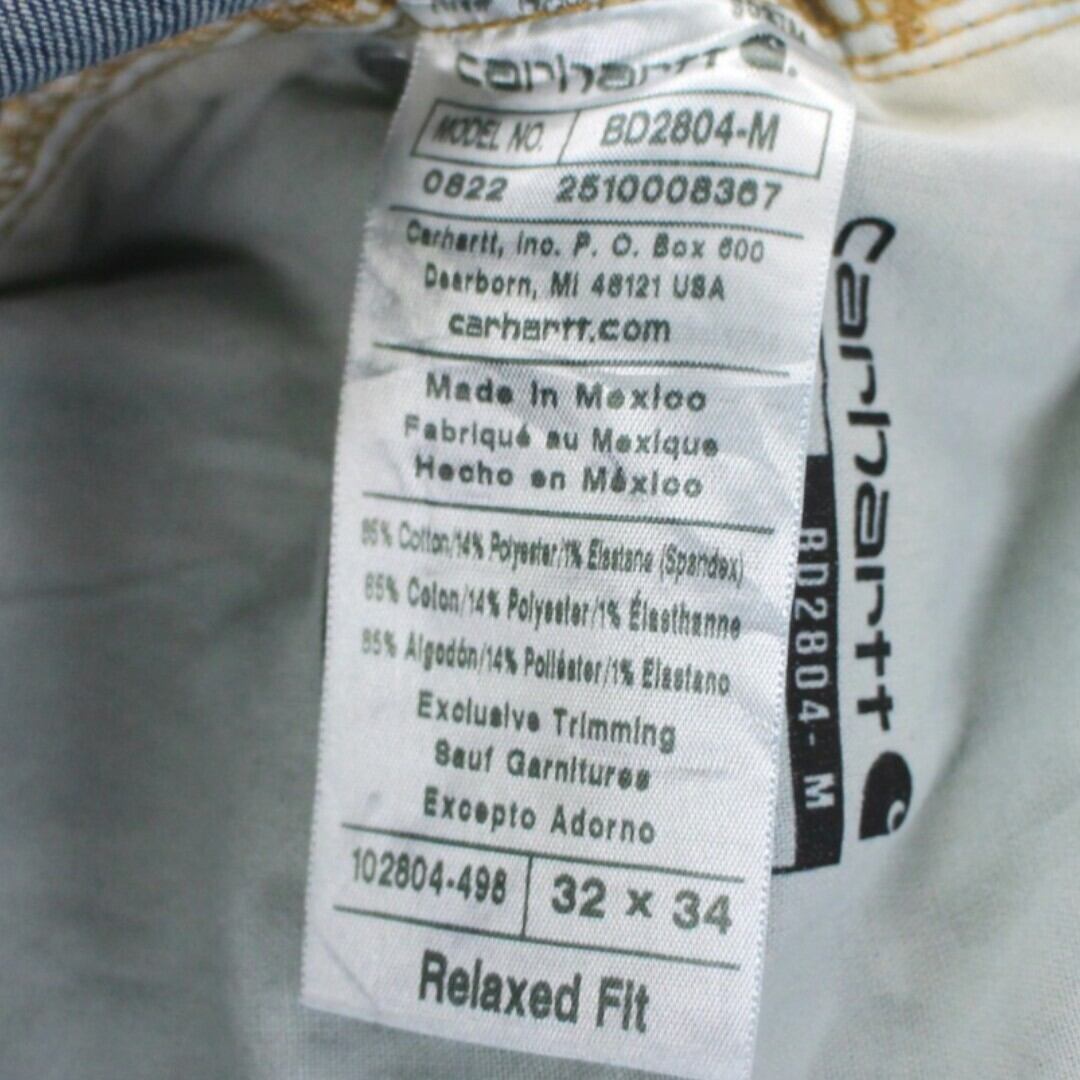 carhartt
MODEL NO. BD2804-M
0822 2510008367
Carhartt, Inc. P. O. Box 600
Dearborn, MI 48121 USA
carhartt.com
Made in Mexico
Fabriqué au Mexique
Hecho en México
85% Cotton/14% Polyester/1% Elastane (Spandex)
85% Coton/14% Polyester/1% Élasthanne
85% Algodón/14% Poliéster/1% Elastano
Exclusive Trimming
Sauf Garnitures
Excepto Adorno
102804-498 32 x 34
Relaxed Fit
Carhartt
BD2804-M